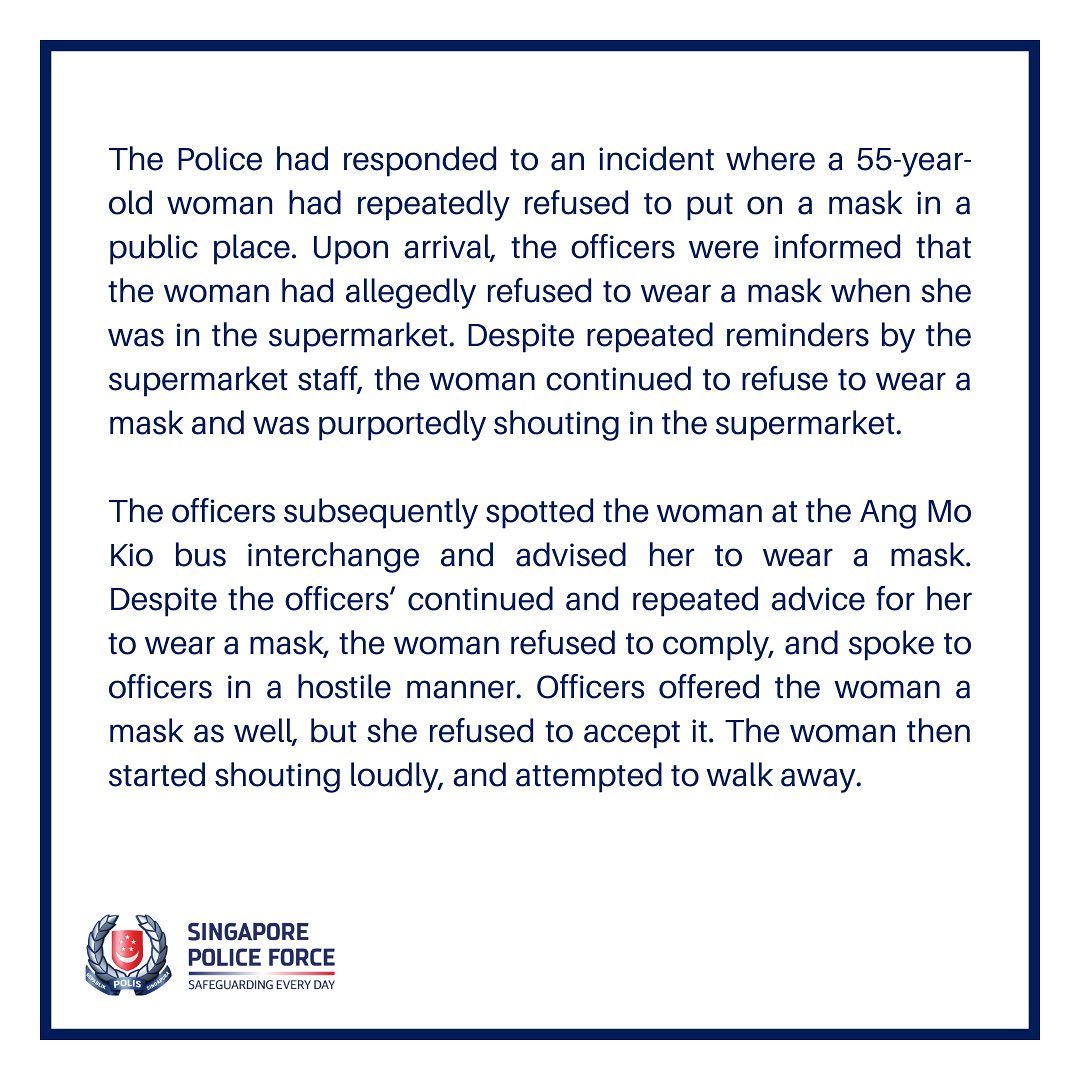 The Police had responded to an incident where a 55-year-
old woman had repeatedly refused to put on a mask in a
public place. Upon arrival, the officers were informed that
the woman had allegedly refused to wear a mask when she
was in the supermarket. Despite repeated reminders by the
supermarket staff, the woman continued to refuse to wear a
mask and was purportedly shouting in the supermarket.
The officers subsequently spotted the woman at the Ang Mo
Kio bus interchange and advised her to wear a mask.
Despite the officers’ continued and repeated advice for her
to wear a mask, the woman refused to comply, and spoke to
officers in a hostile manner. Officers offered the woman a
mask as well, but she refused to accept it. The woman then
started shouting loudly, and attempted to walk away.
REPUBLIK POLIS SINGAPURA
SINGAPORE
POLICE FORCE
SAFEGUARDING EVERY DAY